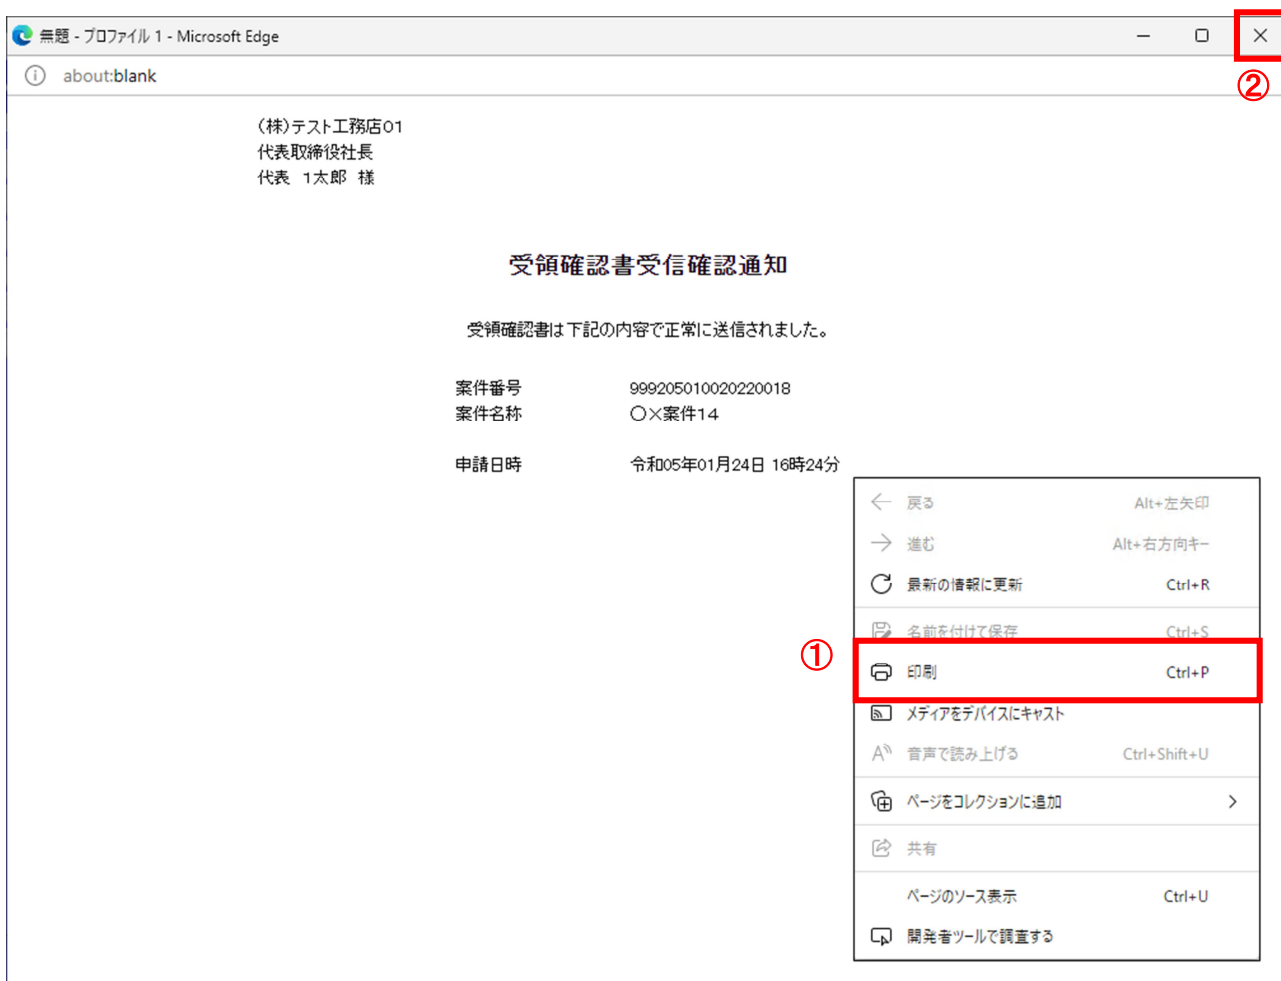 無題 - プロファイル 1 - Microsoft Edge
②
about:blank
(株)テスト工務店01
代表取締役社長
代表 1太郎 様
受領確認書受信確認通知
受領確認書は下記の内容で正常に送信されました。
案件番号 999205010020220018
案件名称 〇×案件14
申請日時 令和05年01月24日 16時24分
戻る Alt+左矢印
進む Alt+右方向キー
最新の情報に更新 Ctrl+R
名前を付けて保存 Ctrl+S
①
印刷 Ctrl+P
メディアをデバイスにキャスト
音声で読み上げる Ctrl+Shift+U
ページをコレクションに追加
共有
ページのソース表示 Ctrl+U
開発者ツールで調査する